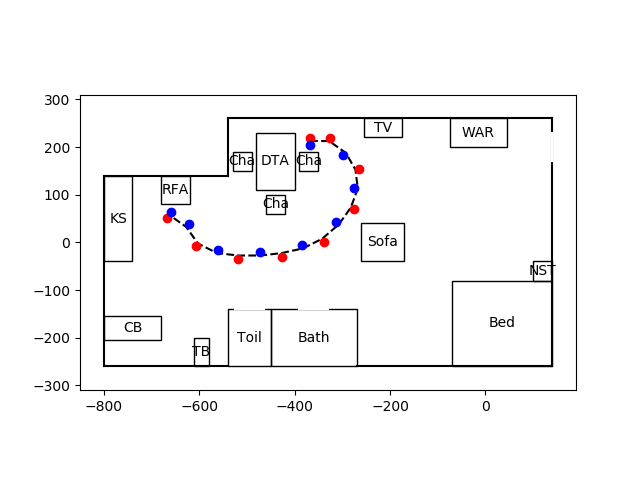 300
200
100
0
−100
−200
−300
−800
−600
−400
−200
0
TV
WAR
Cha
DTA
Cha
RFA
Cha
KS
Sofa
NST
CB
Bed
TB
Toil
Bath